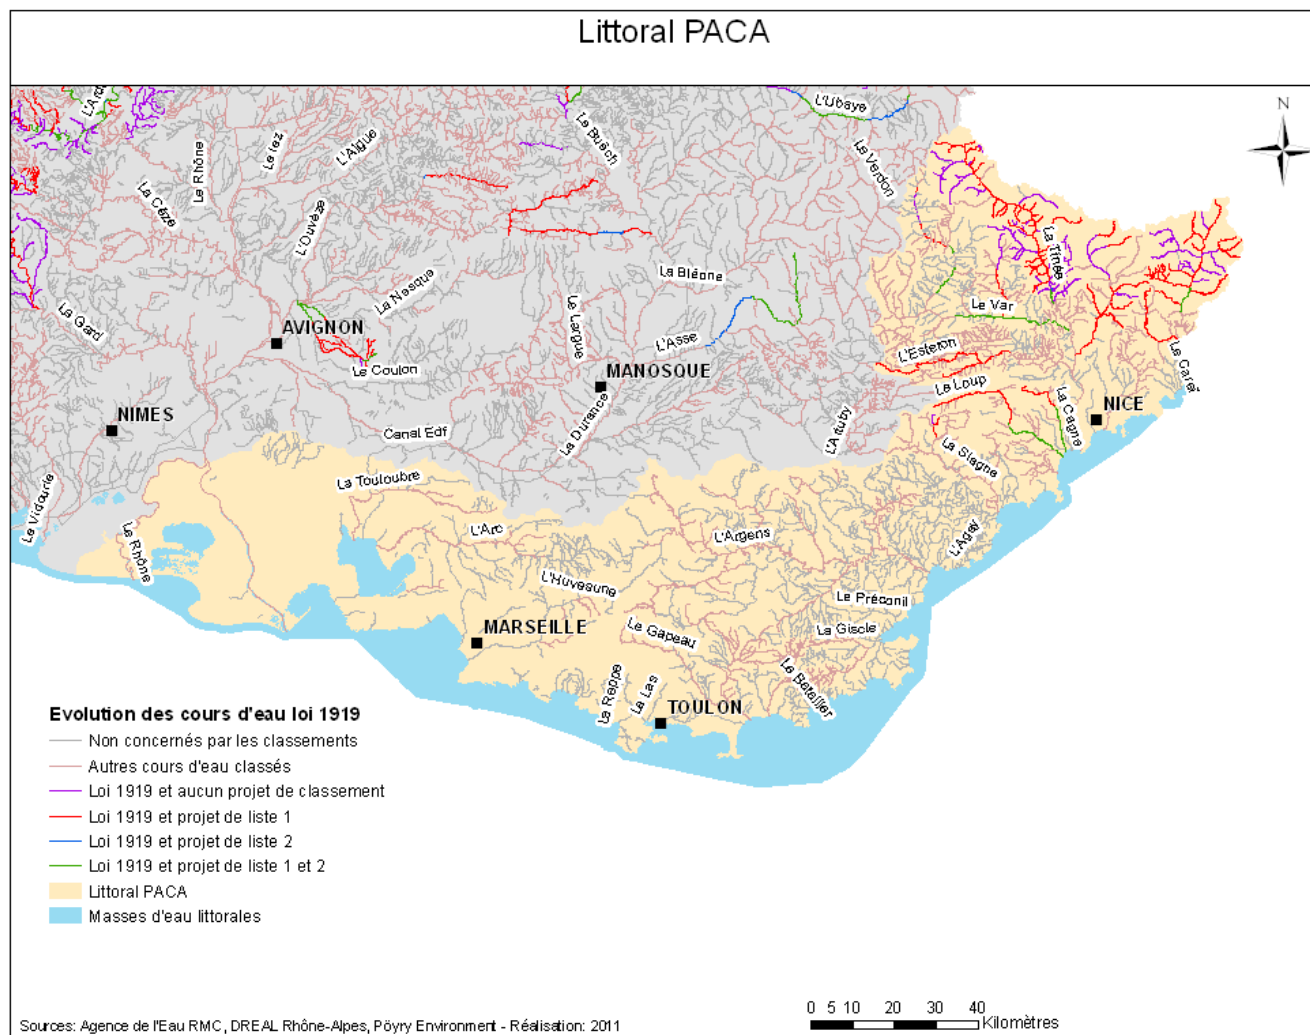 Littoral PACA
N
L'Ard
Le Rhône
Le lez
L'Aigue
Le Buëch
L'Ubaye
Le Verdon
La Cèze
L'Ouvèze
La Tinée
La Nesque
La Bléone
Le Var
La Gard
AVIGNON
Le Largue
L'Asse
L'Esteron
Le Careï
Le Coulon
MANOSQUE
Le Loup
La Cagne
NICE
NIMES
Canal Edf
La Durance
L'Artuby
La Siagne
La Touloubre
Le Vidourle
Le Rhône
L'Arc
L'Argens
L'Agay
L'Huveaune
Le Préconil
MARSEILLE
Le Gapeau
La Giscle
La Reppe
Le Las
Le Batailler
TOULON
Evolution des cours d'eau loi 1919
Non concernés par les classements
Autres cours d'eau classés
Loi 1919 et aucun projet de classement
Loi 1919 et projet de liste 1
Loi 1919 et projet de liste 2
Loi 1919 et projet de liste 1 et 2
Littoral PACA
Masses d'eau littorales
0 5 10 20 30 40
Kilomètres
Sources: Agence de l'Eau RMC, DREAL Rhône-Alpes, Pöyry Environment - Réalisation: 2011